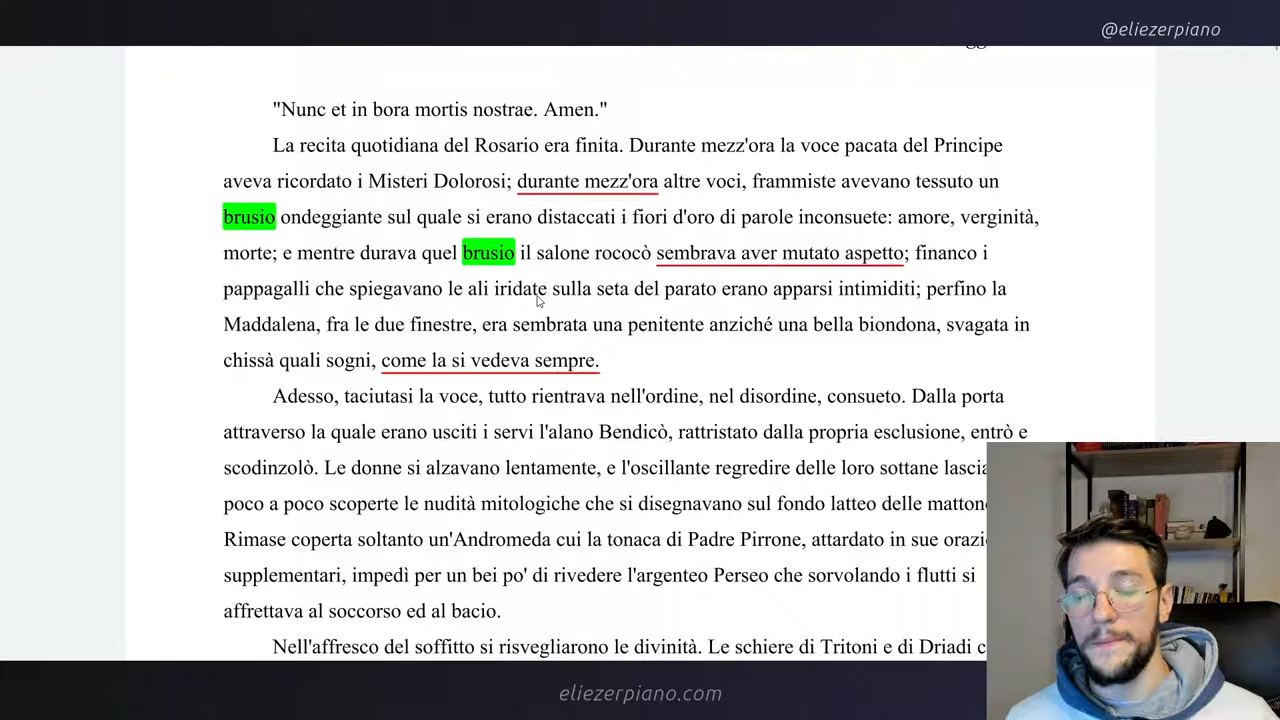 @eliezerpiano
"Nunc et in bora mortis nostrae. Amen."
La recita quotidiana del Rosario era finita. Durante mezz'ora la voce pacata del Principe
aveva ricordato i Misteri Dolorosi; durante mezz'ora altre voci, frammiste avevano tessuto un
brusio ondeggiante sul quale si erano distaccati i fiori d'oro di parole inconsuete: amore, verginità,
morte; e mentre durava quel brusio il salone rococò sembrava aver mutato aspetto; financo i
pappagalli che spiegavano le ali iridate sulla seta del parato erano apparsi intimiditi; perfino la
Maddalena, fra le due finestre, era sembrata una penitente anziché una bella biondona, svagata in
chissà quali sogni, come la si vedeva sempre.
Adesso, taciutasi la voce, tutto rientrava nell'ordine, nel disordine, consueto. Dalla porta
attraverso la quale erano usciti i servi l'alano Bendicò, rattristato dalla propria esclusione, entrò e
scodinzolò. Le donne si alzavano lentamente, e l'oscillante regredire delle loro sottane
poco a poco scoperte le nudità mitologiche che si disegnavano sul fondo latteo delle
Rimase coperta soltanto un'Andromeda cui la tonaca di Padre Pirrone, attardato in sue
supplementari, impedì per un bei po' di rivedere l'argenteo Perseo che sorvolando i flutti si
affrettava al soccorso ed al bacio.
Nell'affresco del soffitto si risvegliarono le divinità. Le schiere di Tritoni e di Driadi
eliezerpiano.com